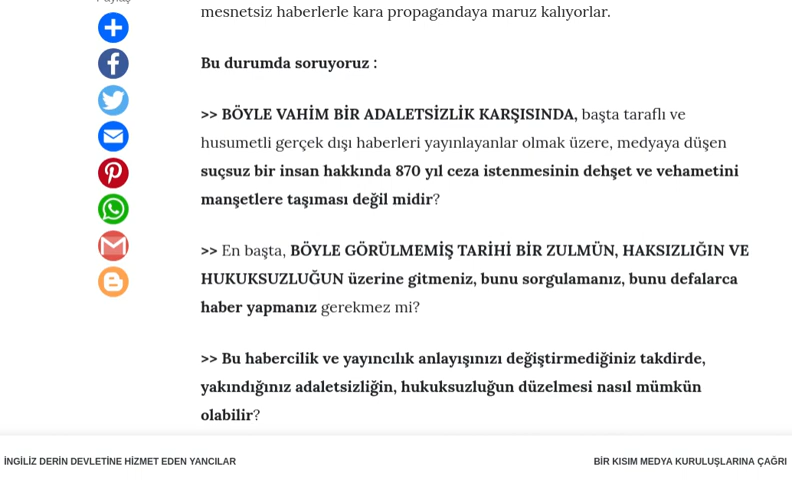 mesnetsiz haberlerle kara propagandaya maruz kalıyorlar.
Bu durumda soruyoruz :
>> BÖYLE VAHİM BİR ADALETSİZLİK KARŞISINDA, başta taraflı ve
husumetli gerçek dışı haberleri yayınlayanlar olmak üzere, medyaya düşen
suçsuz bir insan hakkında 870 yıl ceza istenmesinin dehşet ve vehametini
manşetlere taşıması değil midir?
>> En başta, BÖYLE GÖRÜLMEMİŞ TARİHİ BİR ZULMÜN, HAKSIZLIĞIN VE
HUKUKSUZLUĞUN üzerine gitmeniz, bunu sorgulamanız, bunu defalarca
haber yapmanız gerekmez mi?
>> Bu habercilik ve yayıncılık anlayışınızı değiştirmediğiniz takdirde,
yakındığınız adaletsizliğin, hukuksuzluğun düzelmesi nasıl mümkün
olabilir?
İNGİLİZ DERİN DEVLETİNE HİZMET EDEN YANCILAR
BİR KISIM MEDYA KURULUŞLARINA ÇAĞRI